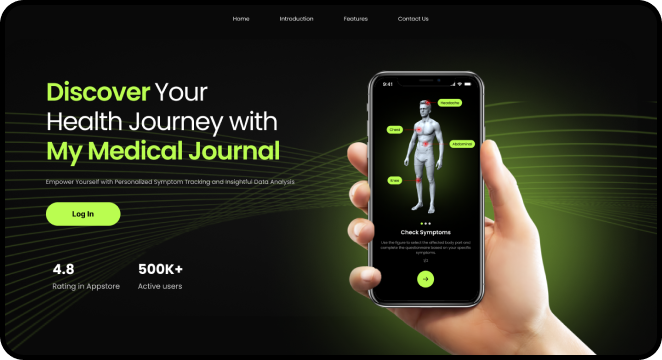 Home
Introduction
Features
Contact Us
Discover Your
Health Journey with
My Medical Journal
Empower Yourself with Personalized Symptom Tracking and Insightful Data Analysis
Log In
4.8
Rating in Appstore
500K+
Active users
9:41
Headache
Chest
Abdominal
Knee
Check Symptoms
Use the figure to select the affected body part and
complete the questionnaire based on your specific
symptoms.